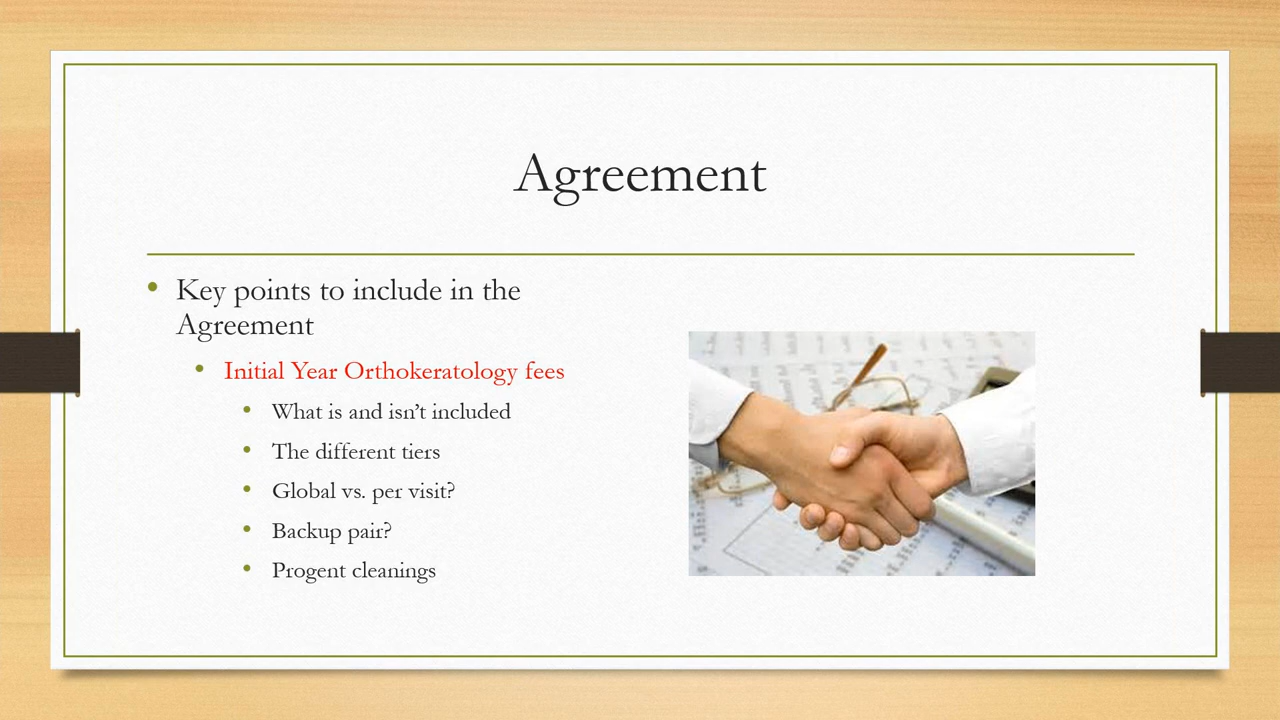 Agreement
• Key points to include in the
Agreement
• Initial Year Orthokeratology fees
• What is and isn’t included
• The different tiers
• Global vs. per visit?
• Backup pair?
• Progent cleanings